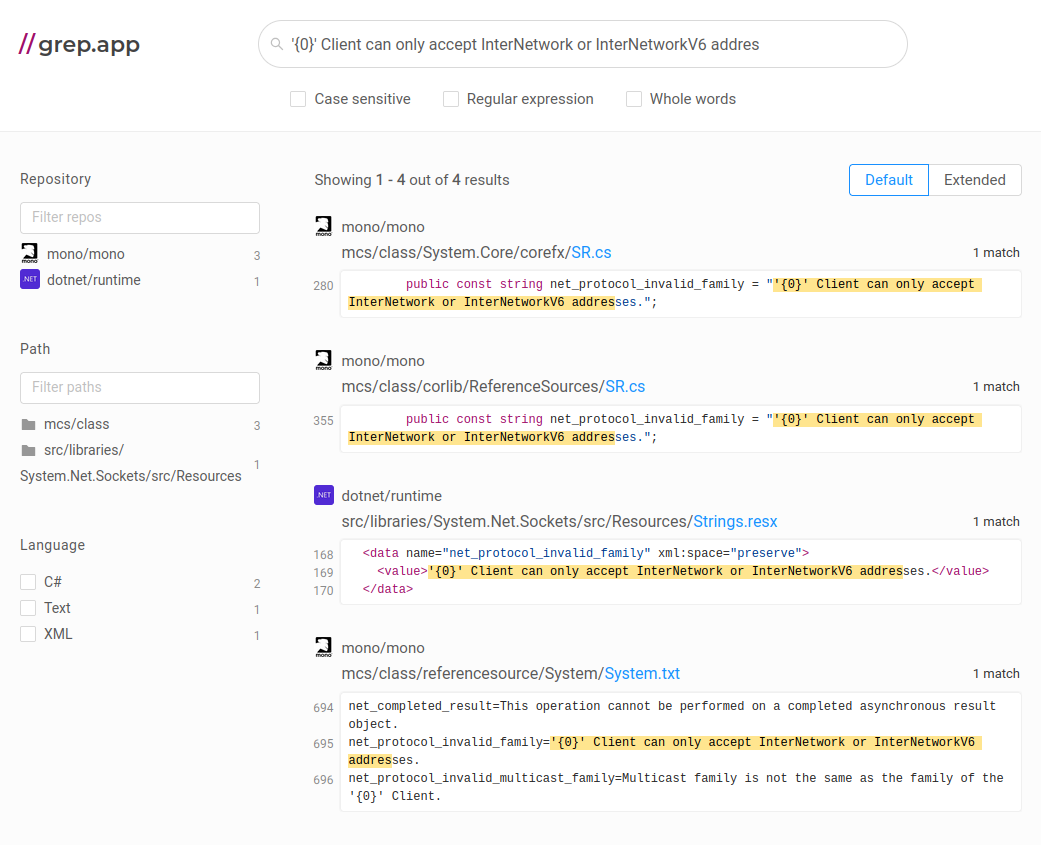 //grep.app
'{0}' Client can only accept InterNetwork or InterNetworkV6 addres
Case sensitive
Regular expression
Whole words
Repository
Filter repos
mono/mono 3
dotnet/runtime 1
Path
Filter paths
mcs/class 3
src/libraries/
System.Net.Sockets/src/Resources 1
Language
C# 2
Text 1
XML 1
Showing 1 - 4 out of 4 results
Default
Extended
mono/mono
mcs/class/System.Core/corefx/SR.cs 1 match
280 public const string net_protocol_invalid_family = "'{0}' Client can only accept
InterNetwork or InterNetworkV6 addresses.";
mono/mono
mcs/class/corlib/ReferenceSources/SR.cs 1 match
355 public const string net_protocol_invalid_family = "'{0}' Client can only accept
InterNetwork or InterNetworkV6 addresses.";
.NET dotnet/runtime
src/libraries/System.Net.Sockets/src/Resources/Strings.resx 1 match
168 <data name="net_protocol_invalid_family" xml:space="preserve">
169 <value>'{0}' Client can only accept InterNetwork or InterNetworkV6 addresses.</value>
170 </data>
mono/mono
mcs/class/referencesource/System/System.txt 1 match
694 net_completed_result=This operation cannot be performed on a completed asynchronous result
object.
695 net_protocol_invalid_family='{0}' Client can only accept InterNetwork or InterNetworkV6
addresses.
696 net_protocol_invalid_multicast_family=Multicast family is not the same as the family of the
'{0}' Client.